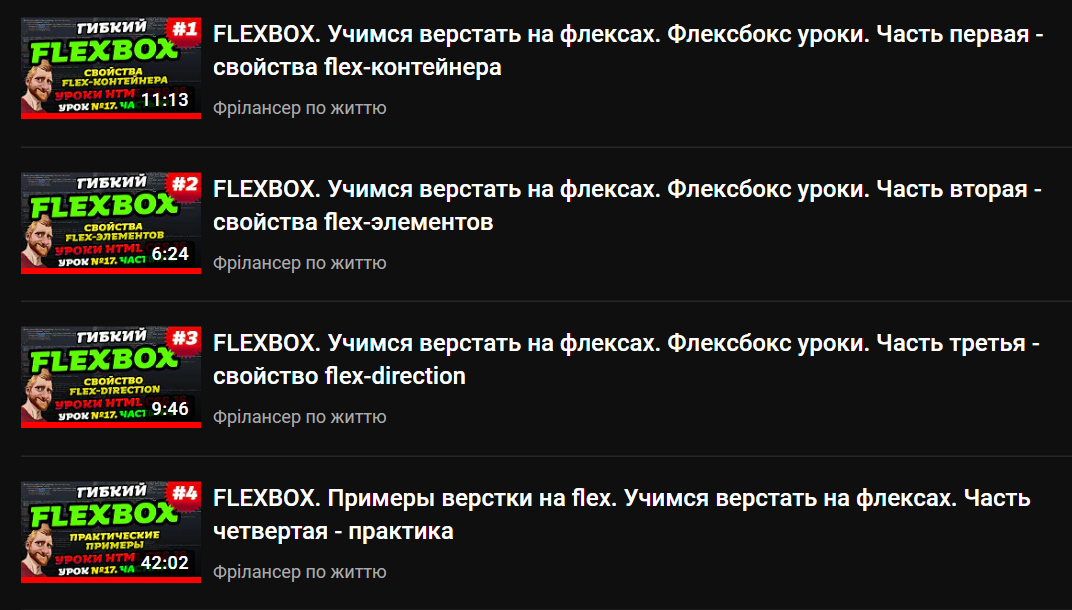 ГИБКИЙ #1
FLEXBOX
СВОЙСТВА
FLEX-КОНТЕЙНЕРА
УРОКИ HTM
УРОК №17. ЧА
11:13
FLEXBOX. Учимся верстать на флексах. Флексбокс уроки. Часть первая -
свойства flex-контейнера
Фрілансер по життю
ГИБКИЙ #2
FLEXBOX
СВОЙСТВА
FLEX-ЭЛЕМЕНТОВ
УРОКИ HTML
УРОК №17. ЧАСТ
6:24
FLEXBOX. Учимся верстать на флексах. Флексбокс уроки. Часть вторая -
свойства flex-элементов
Фрілансер по життю
ГИБКИЙ #3
FLEXBOX
СВОЙСТВО
FLEX-DIRECTION
УРОКИ HTML
УРОК №17. ЧАСТ
9:46
FLEXBOX. Учимся верстать на флексах. Флексбокс уроки. Часть третья -
свойство flex-direction
Фрілансер по життю
ГИБКИЙ #4
FLEXBOX
ПРАКТИЧЕСКИЕ
ПРИМЕРЫ
УРОКИ HTM
УРОК №17. ЧА
42:02
FLEXBOX. Примеры верстки на flex. Учимся верстать на флексах. Часть
четвертая - практика
Фрілансер по життю